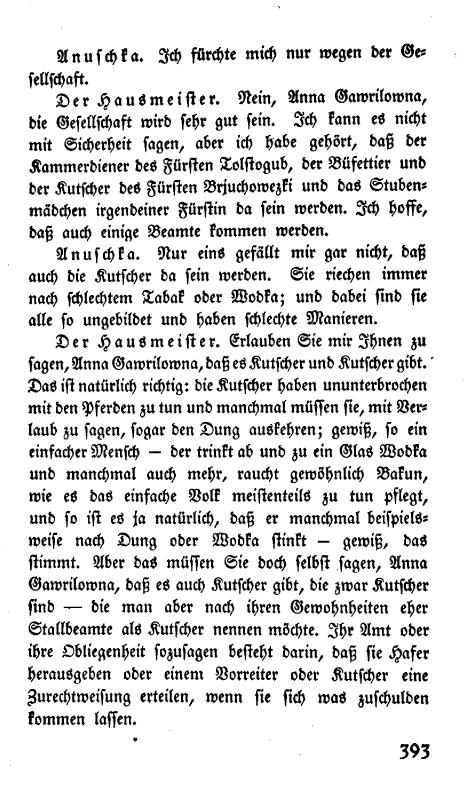 Anuschka. Ich fürchte mich nur wegen der Ge-
sellschaft.
Der Hausmeister. Nein, Anna Gawrilowna,
die Gesellschaft wird sehr gut sein. Ich kann es nicht
mit Sicherheit sagen, aber ich habe gehört, daß der
Kammerdiener des Fürsten Tolstogub, der Büfettier und
der Kutscher des Fürsten Brjuchowezki und das Stuben-
mädchen irgendeiner Fürstin da sein werden. Ich hoffe,
daß auch einige Beamte kommen werden.
Anuschka. Nur eins gefällt mir gar nicht, daß
auch die Kutscher da sein werden. Sie riechen immer
nach schlechtem Tabak oder Wodka; und dabei sind sie
alle so ungebildet und haben schlechte Manieren.
Der Hausmeister. Erlauben Sie mir Ihnen zu
sagen, Anna Gawrilowna, daß es Kutscher und Kutscher gibt.
Das ist natürlich richtig: die Kutscher haben ununterbrochen
mit den Pferden zu tun und manchmal müssen sie, mit Ver-
laub zu sagen, sogar den Dung auskehren; gewiß, so ein
einfacher Mensch — der trinkt ab und zu ein Glas Wodka
und manchmal auch mehr, raucht gewöhnlich Bakun,
wie es das einfache Volk meistenteils zu tun pflegt,
und so ist es ja natürlich, daß er manchmal beispiels-
weise nach Dung oder Wodka stinkt — gewiß, das
stimmt. Aber das müssen Sie doch selbst sagen, Anna
Gawrilowna, daß es auch Kutscher gibt, die zwar Kutscher
sind — die man aber nach ihren Gewohnheiten eher
Stallbeamte als Kutscher nennen möchte. Ihr Amt oder
ihre Obliegenheit sozusagen besteht darin, daß sie Hafer
herausgeben oder einem Vorreiter oder Kutscher eine
Zurechtweisung erteilen, wenn sie sich was zuschulden
kommen lassen.
393